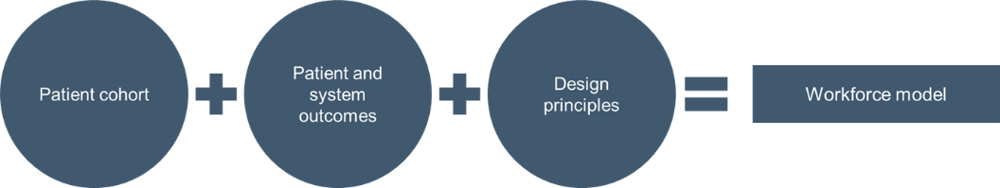 Patient cohort
Patient and
system
outcomes
Design
principles
Workforce model